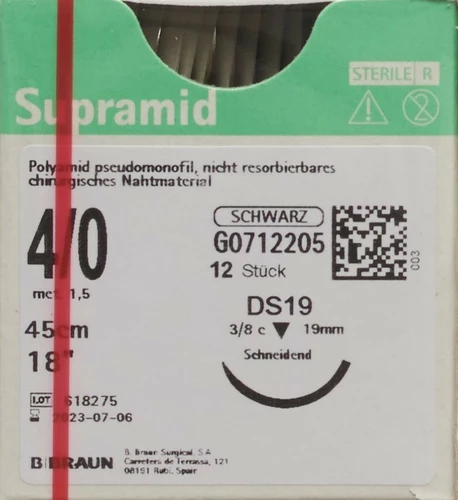 STERILE R
Supramid
Polyamid pseudomonofil, nicht resorbierbares
chirurgisches Nahtmaterial
4/0
met. 1,5
45cm
18"
SCHWARZ
G0712205
12 Stück
003
DS19
3/8 c 19mm
Schneidend
LOT 618275
2023-07-06
B|BRAUN
B. Braun Surgical, S.A.
Carretera de Terrassa, 121
08191 Rubí, Spain